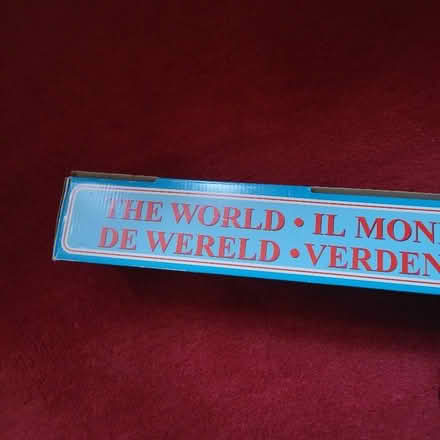 THE WORLD • IL MON
DE WERELD • VERDEN